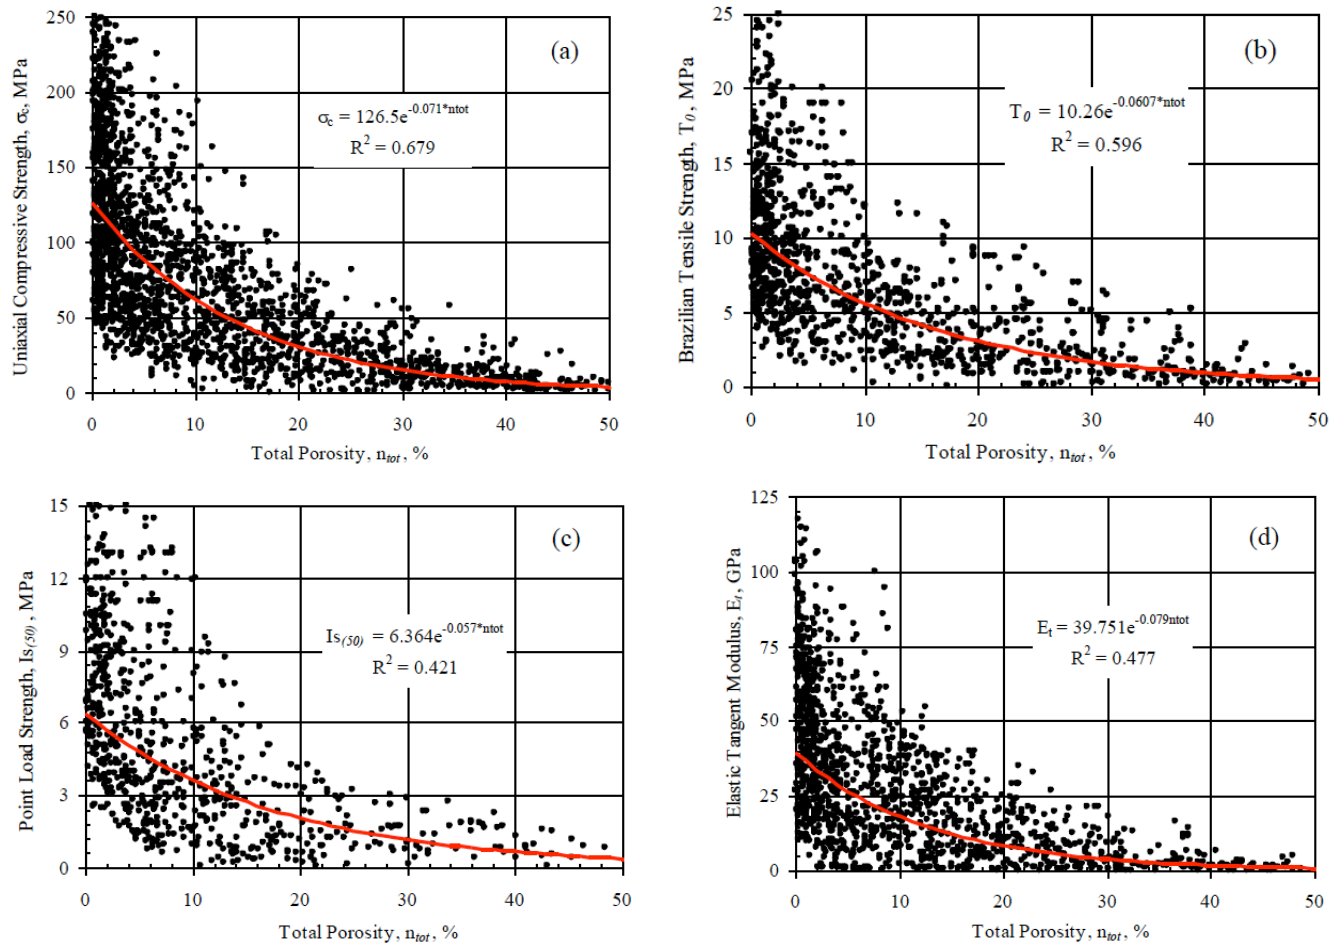 250
200
150
100
50
0
Uniaxial Compressive Strength, σc, MPa
(a)
σc = 126.5e-0.071*ntot
R2 = 0.679
0 10 20 30 40 50
Total Porosity, ntot, %
25
20
15
10
5
0
Brazilian Tensile Strength, T0, MPa
(b)
T0 = 10.26e-0.0607*ntot
R2 = 0.596
0 10 20 30 40 50
Total Porosity, ntot, %
15
12
9
6
3
0
Point Load Strength, Is(50), MPa
(c)
Is(50) = 6.364e-0.057*ntot
R2 = 0.421
0 10 20 30 40 50
Total Porosity, ntot, %
125
100
75
50
25
0
Elastic Tangent Modulus, Et, GPa
(d)
Et = 39.751e-0.079ntot
R2 = 0.477
0 10 20 30 40 50
Total Porosity, ntot, %